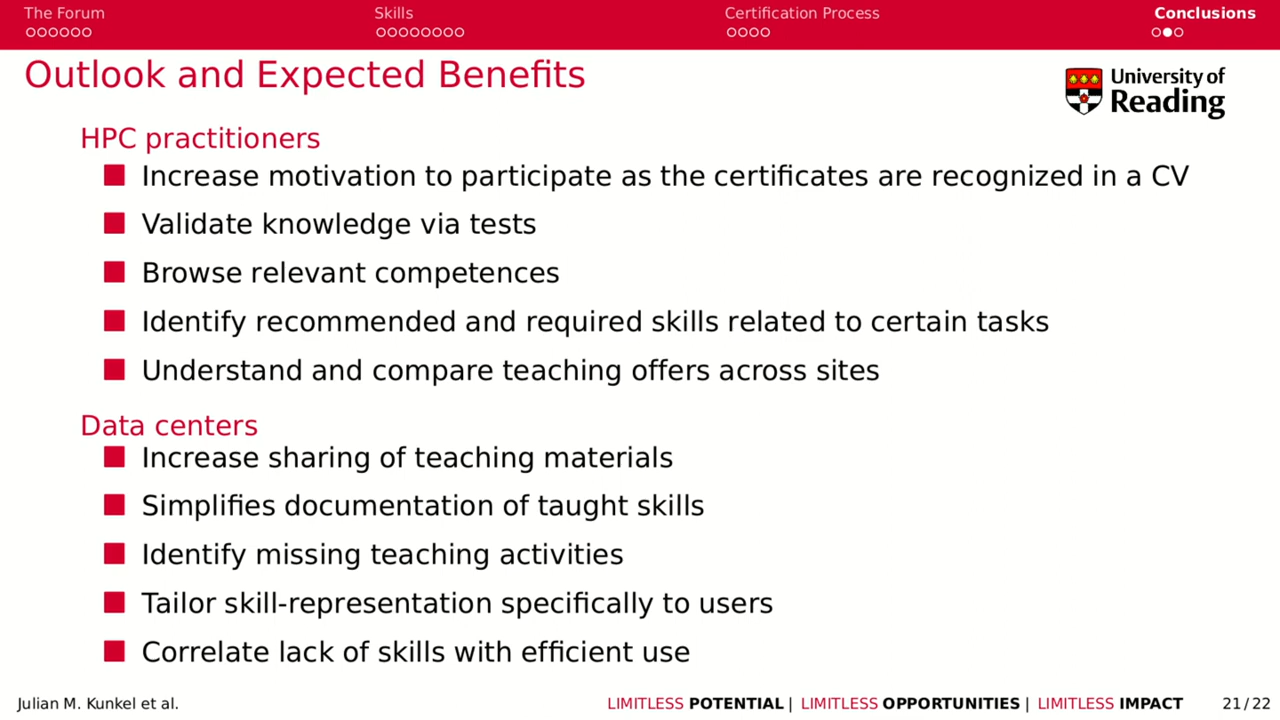 The Forum Skills Certification Process Conclusions
Outlook and Expected Benefits
University of
Reading
HPC practitioners
Increase motivation to participate as the certificates are recognized in a CV
Validate knowledge via tests
Browse relevant competences
Identify recommended and required skills related to certain tasks
Understand and compare teaching offers across sites
Data centers
Increase sharing of teaching materials
Simplifies documentation of taught skills
Identify missing teaching activities
Tailor skill-representation specifically to users
Correlate lack of skills with efficient use
Julian M. Kunkel et al. LIMITLESS POTENTIAL | LIMITLESS OPPORTUNITIES | LIMITLESS IMPACT 21/22